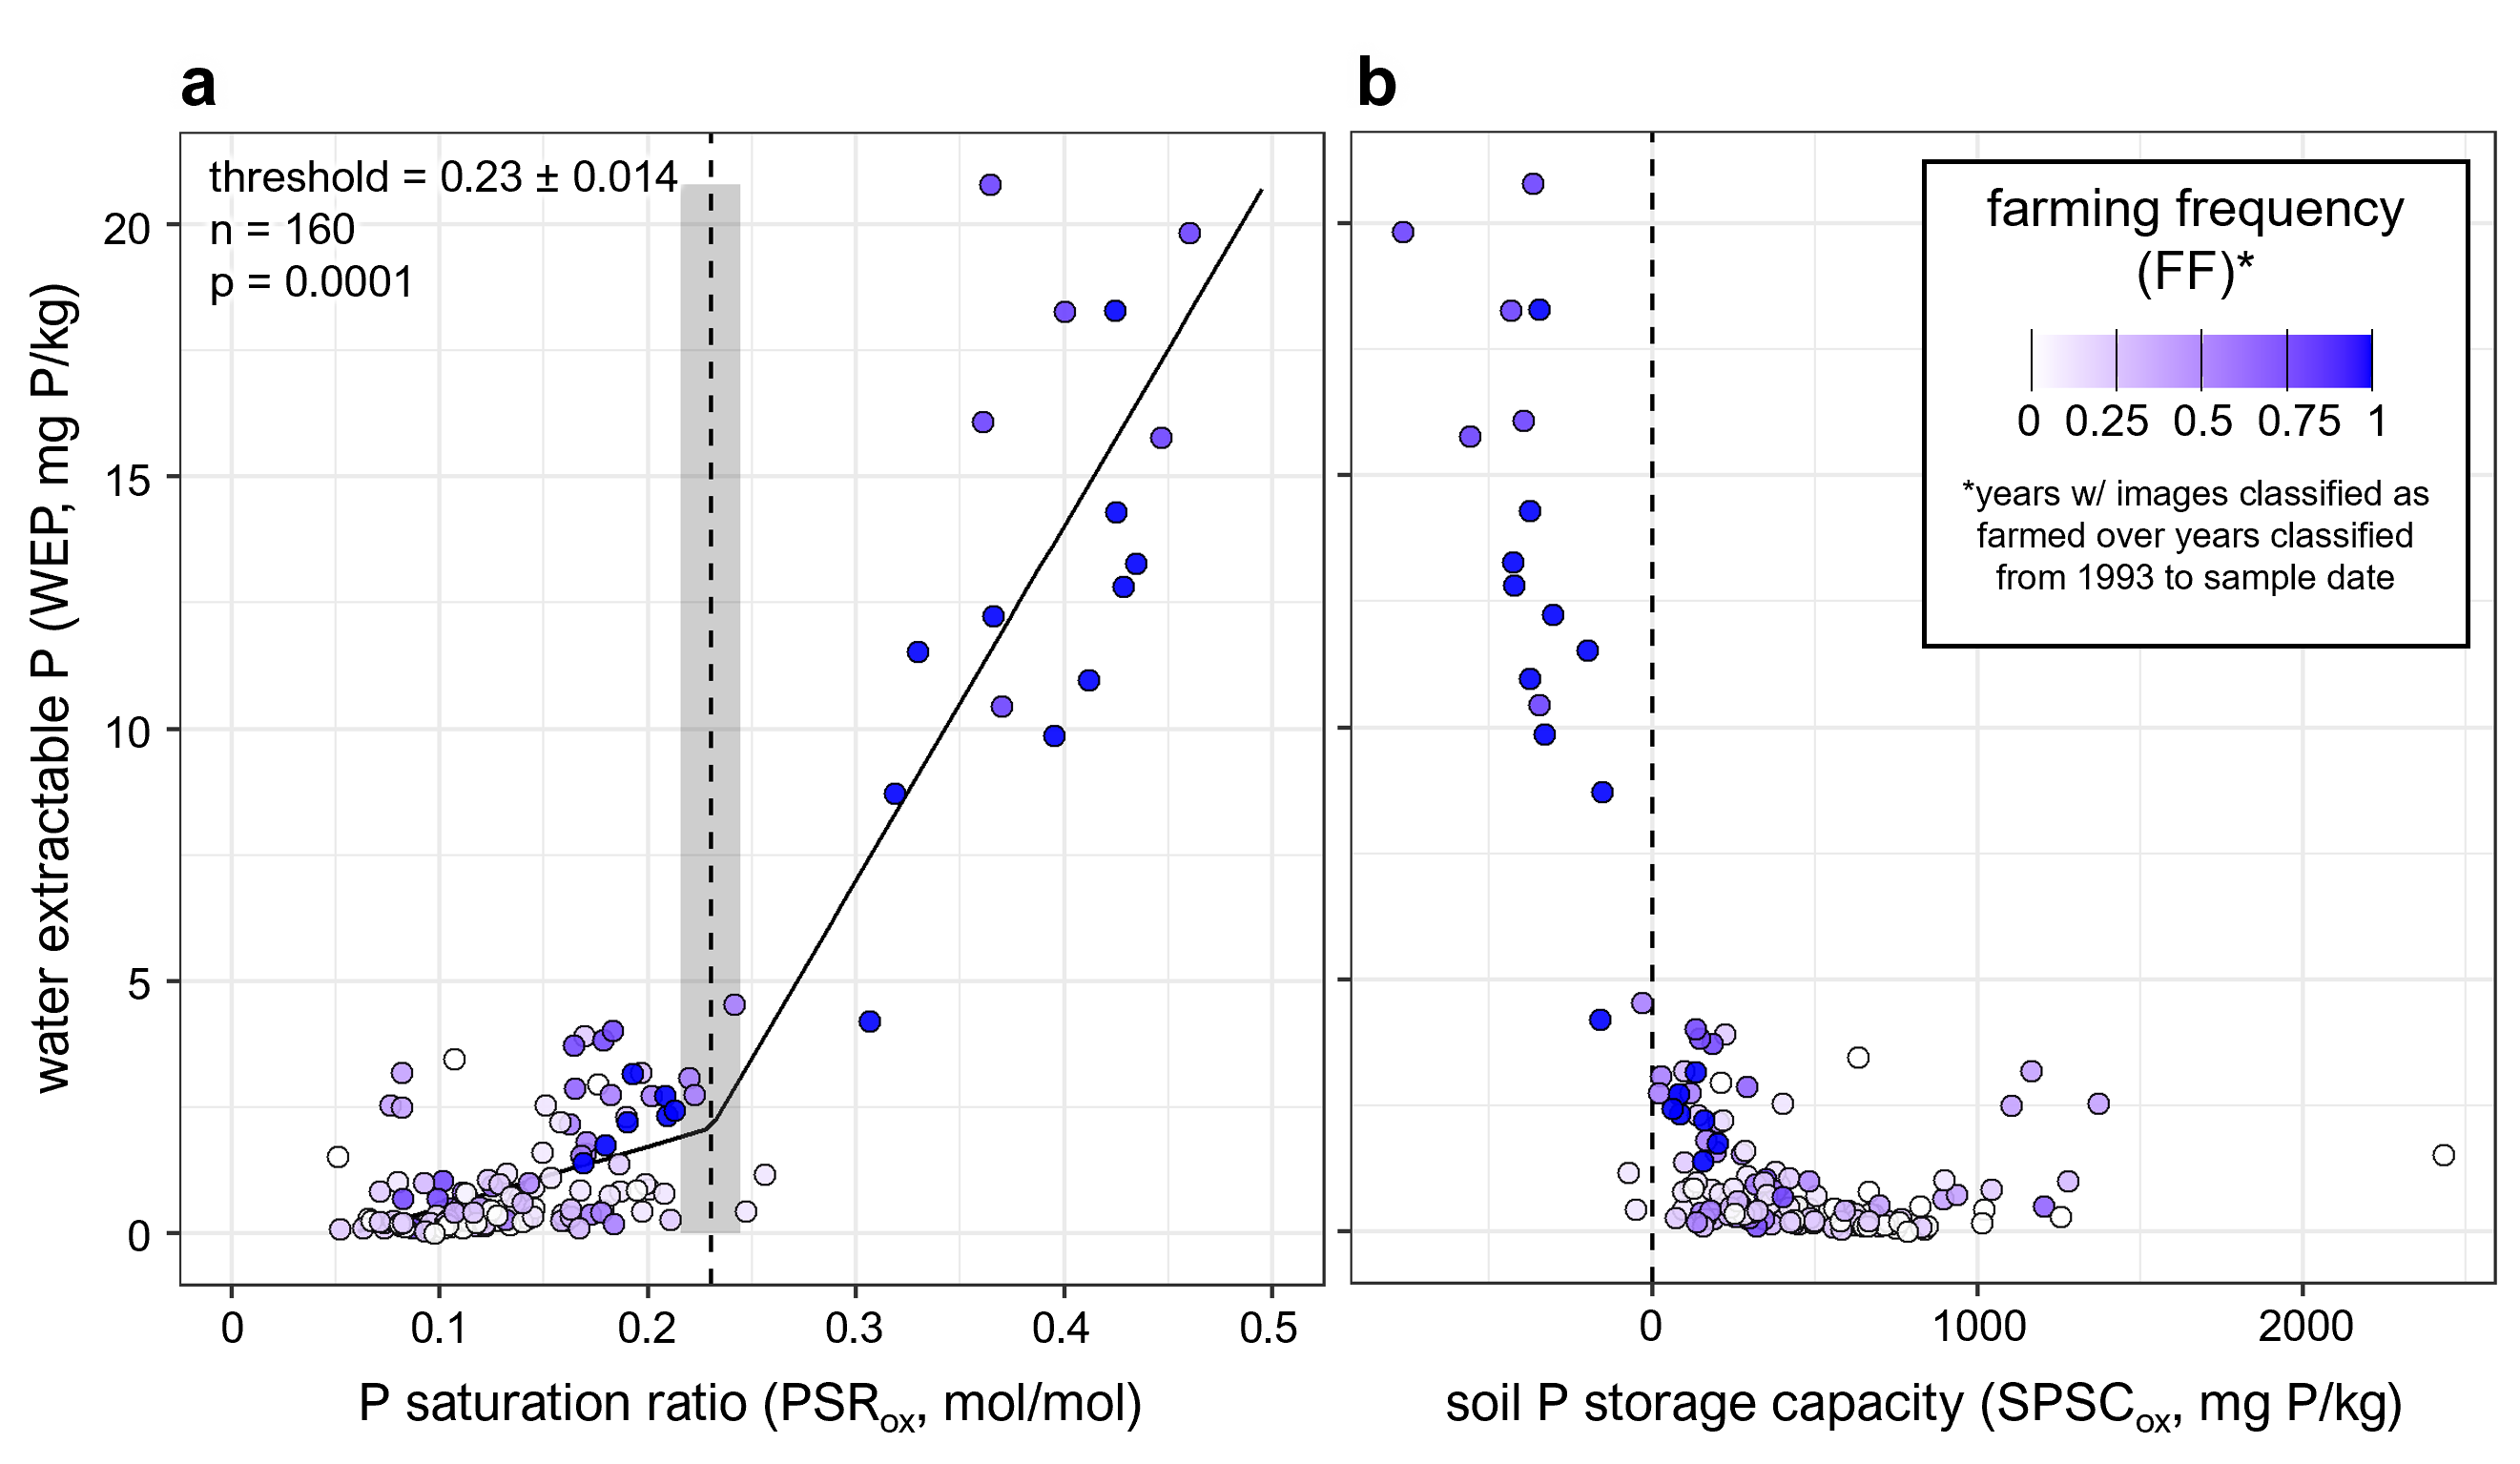 a
b
threshold = 0.23 ± 0.014
n = 160
p = 0.0001
water extractable P (WEP, mg P/kg)
20
15
10
5
0
0 0.1 0.2 0.3 0.4 0.5
P saturation ratio (PSRox, mol/mol)
farming frequency
(FF)*
0 0.25 0.5 0.75 1
*years w/ images classified as
farmed over years classified
from 1993 to sample date
0 1000 2000
soil P storage capacity (SPSCox, mg P/kg)